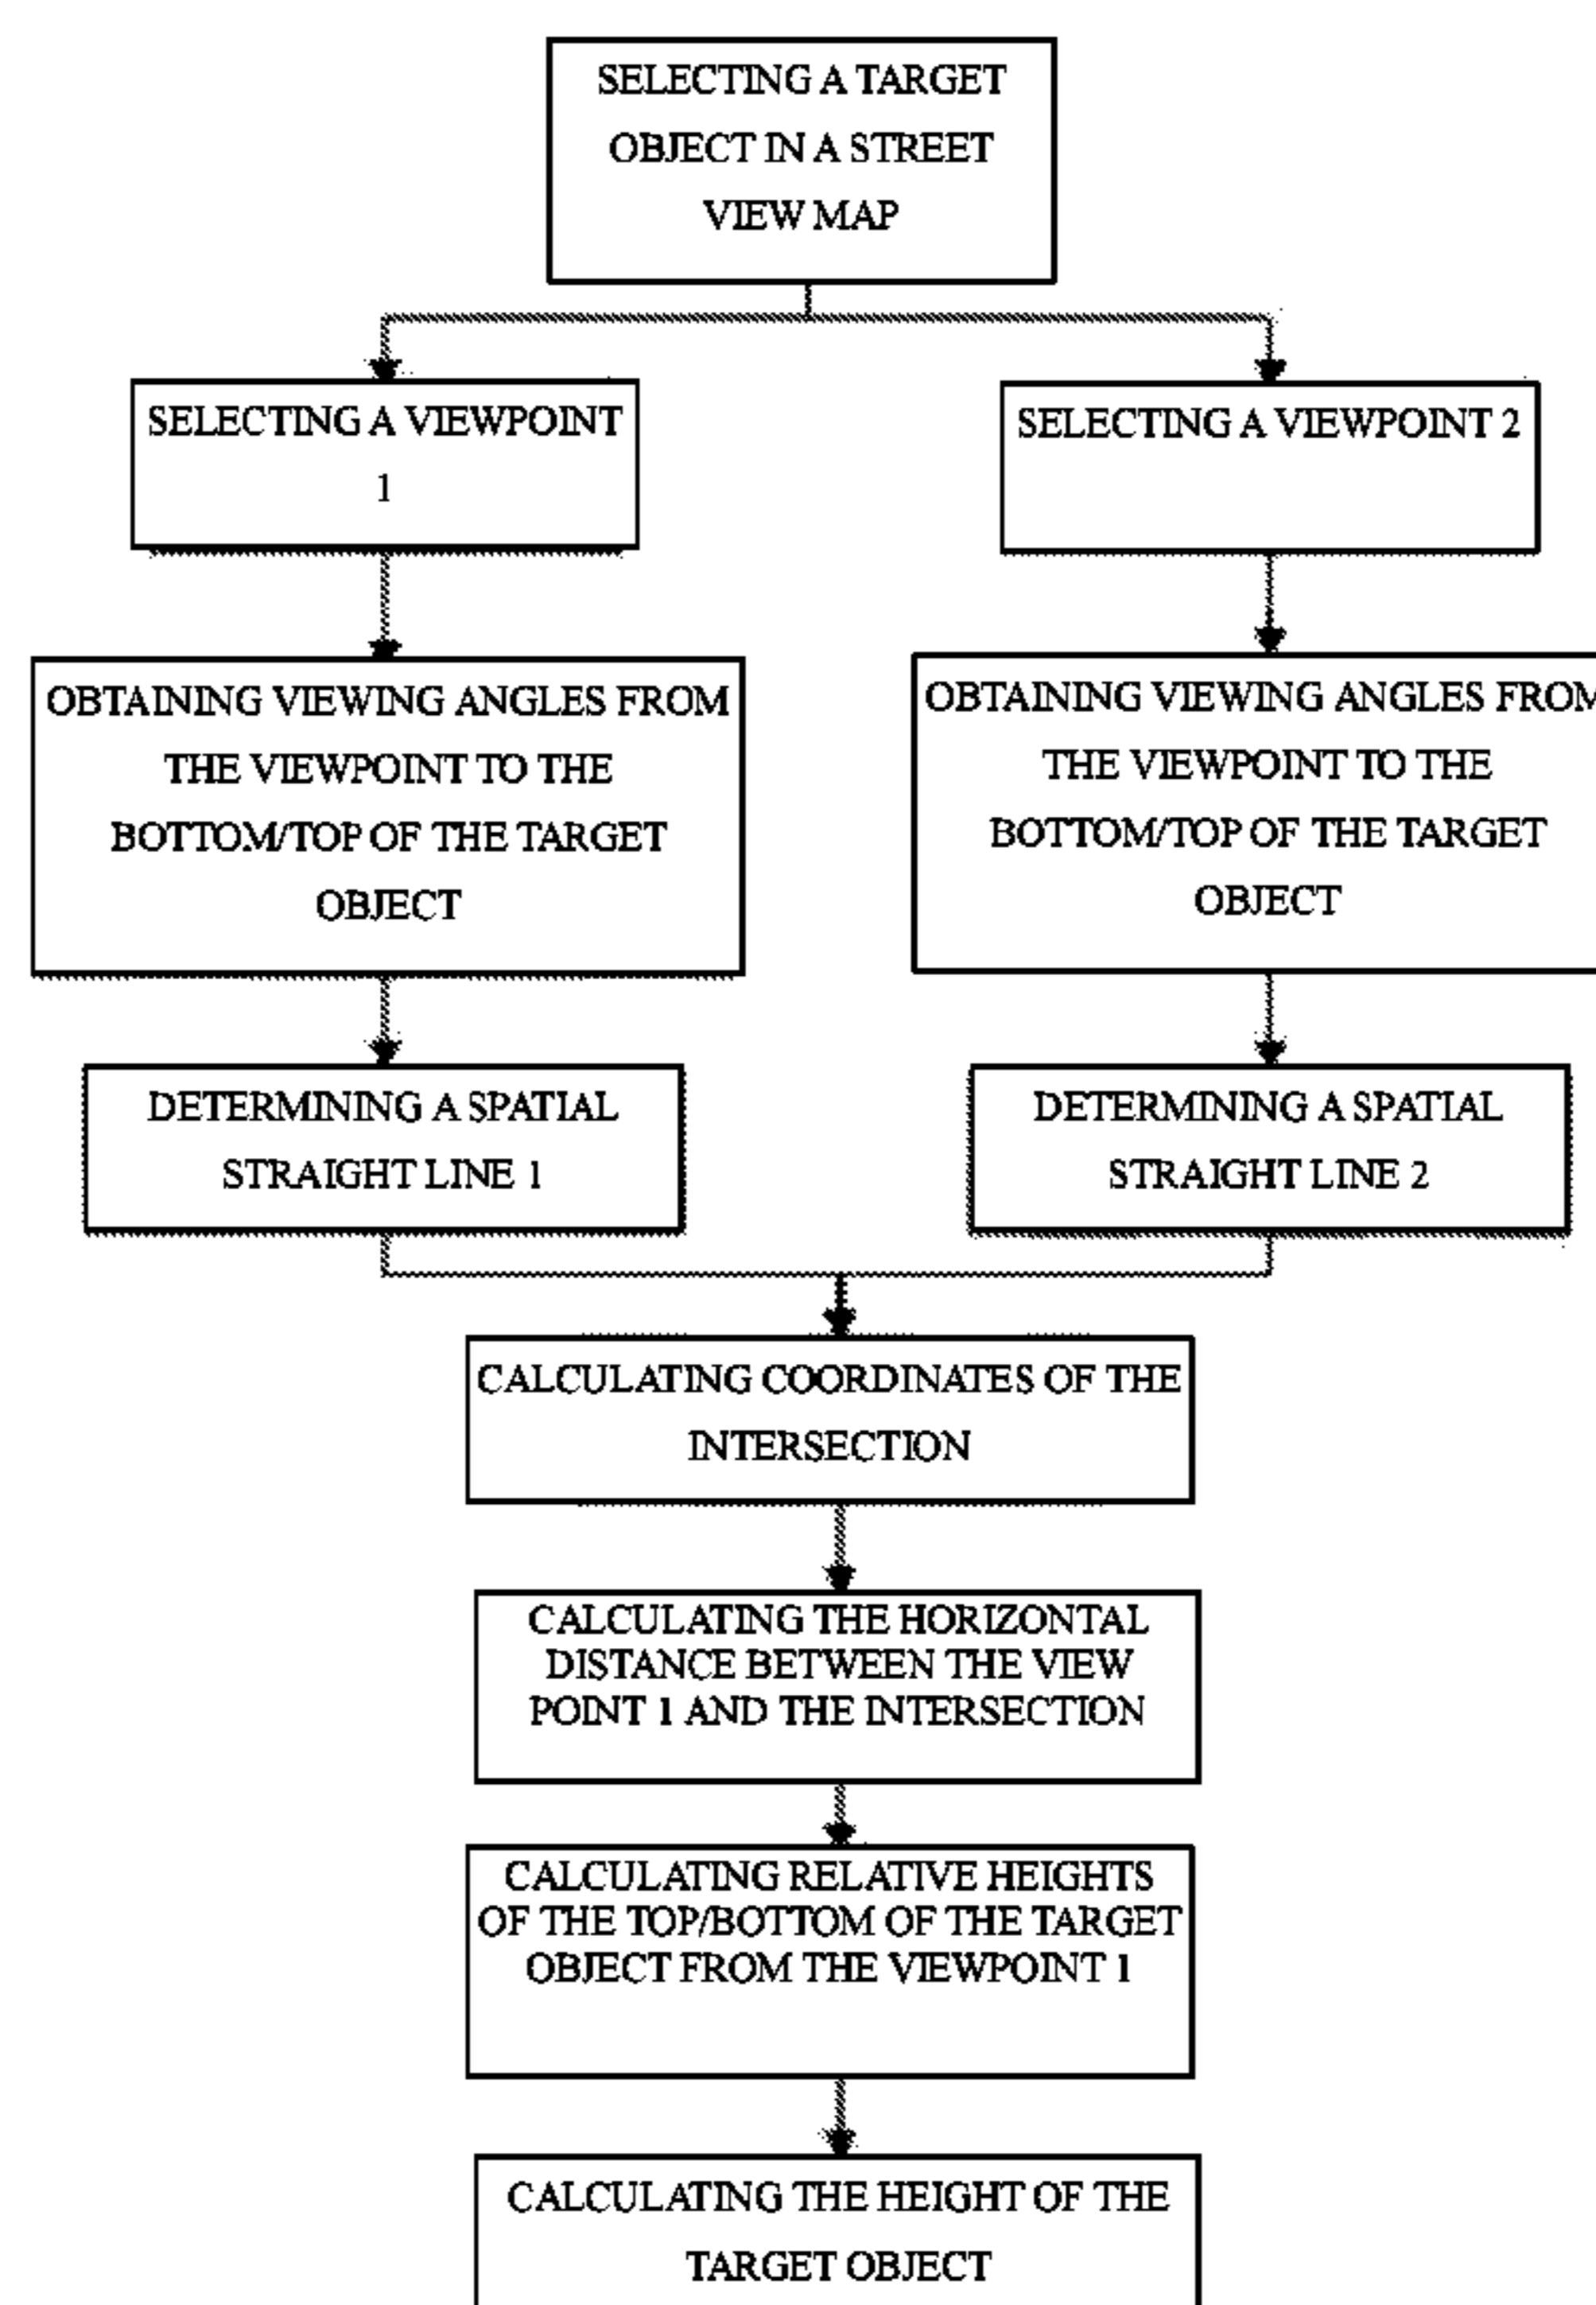 SELECTING A TARGET
OBJECT IN A STREET
VIEW MAP
SELECTING A VIEWPOINT
1
SELECTING A VIEWPOINT 2
OBTAINING VIEWING ANGLES FROM
THE VIEWPOINT TO THE
BOTTOM/TOP OF THE TARGET
OBJECT
OBTAINING VIEWING ANGLES FROM
THE VIEWPOINT TO THE
BOTTOM/TOP OF THE TARGET
OBJECT
DETERMINING A SPATIAL
STRAIGHT LINE 1
DETERMINING A SPATIAL
STRAIGHT LINE 2
CALCULATING COORDINATES OF THE
INTERSECTION
CALCULATING THE HORIZONTAL
DISTANCE BETWEEN THE VIEW
POINT 1 AND THE INTERSECTION
CALCULATING RELATIVE HEIGHTS
OF THE TOP/BOTTOM OF THE TARGET
OBJECT FROM THE VIEWPOINT 1
CALCULATING THE HEIGHT OF THE
TARGET OBJECT